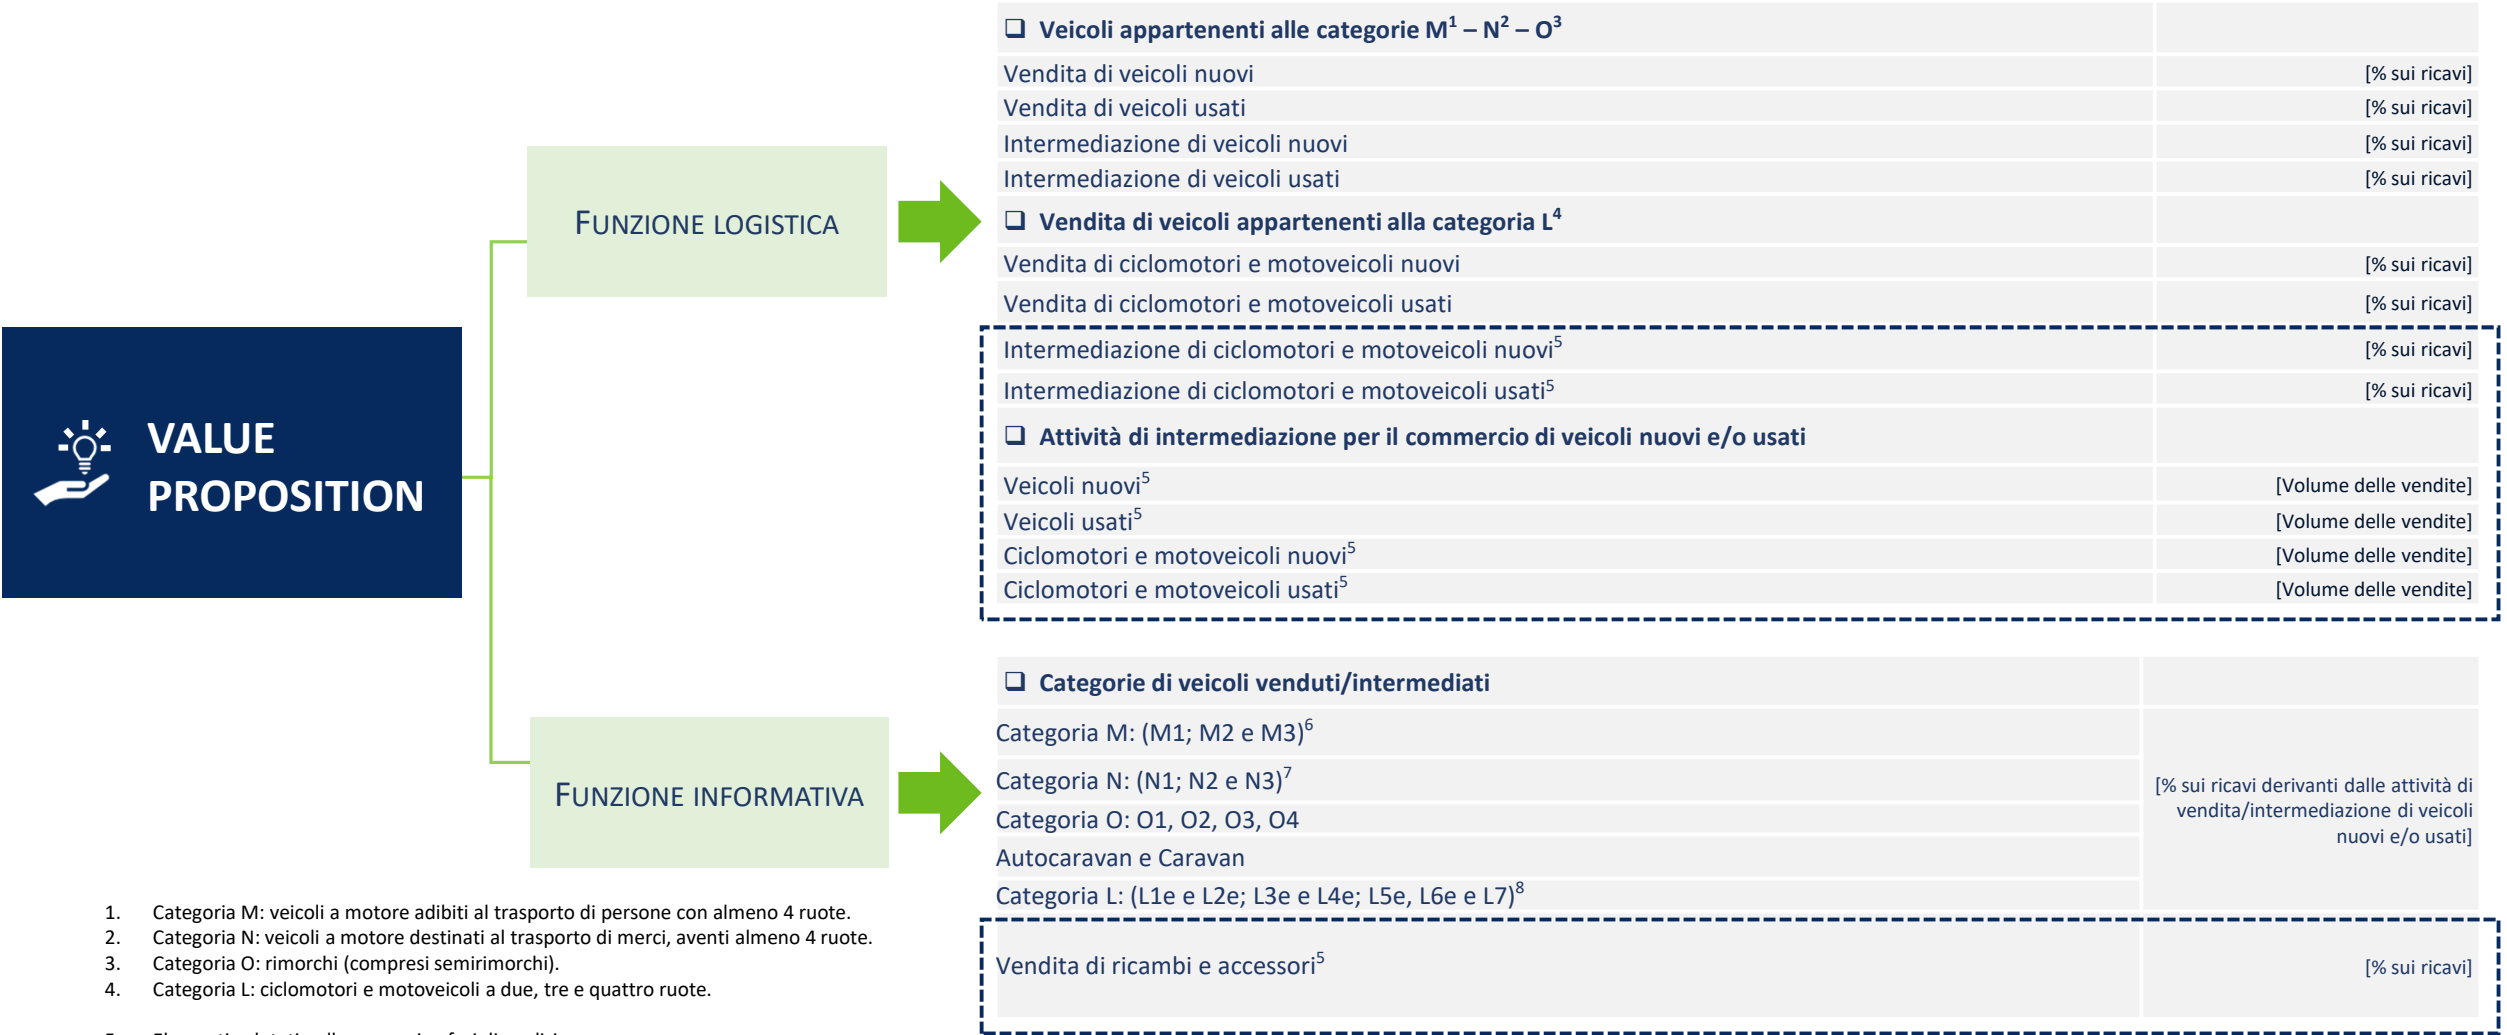 VALUE
PROPOSITION
FUNZIONE LOGISTICA
❑ Veicoli appartenenti alle categorie M¹ – N² – O³
Vendita di veicoli nuovi [% sui ricavi]
Vendita di veicoli usati [% sui ricavi]
Intermediazione di veicoli nuovi [% sui ricavi]
Intermediazione di veicoli usati [% sui ricavi]
❑ Vendita di veicoli appartenenti alla categoria L⁴
Vendita di ciclomotori e motoveicoli nuovi [% sui ricavi]
Vendita di ciclomotori e motoveicoli usati [% sui ricavi]
Intermediazione di ciclomotori e motoveicoli nuovi⁵ [% sui ricavi]
Intermediazione di ciclomotori e motoveicoli usati⁵ [% sui ricavi]
❑ Attività di intermediazione per il commercio di veicoli nuovi e/o usati
Veicoli nuovi⁵ [Volume delle vendite]
Veicoli usati⁵ [Volume delle vendite]
Ciclomotori e motoveicoli nuovi⁵ [Volume delle vendite]
Ciclomotori e motoveicoli usati⁵ [Volume delle vendite]
FUNZIONE INFORMATIVA
❑ Categorie di veicoli venduti/intermediati
Categoria M: (M1; M2 e M3)⁶
Categoria N: (N1; N2 e N3)⁷
Categoria O: O1, O2, O3, O4
Autocaravan e Caravan
Categoria L: (L1e e L2e; L3e e L4e; L5e, L6e e L7)⁸
[% sui ricavi derivanti dalle attività di
vendita/intermediazione di veicoli
nuovi e/o usati]
Vendita di ricambi e accessori⁵ [% sui ricavi]
1. Categoria M: veicoli a motore adibiti al trasporto di persone con almeno 4 ruote.
2. Categoria N: veicoli a motore destinati al trasporto di merci, aventi almeno 4 ruote.
3. Categoria O: rimorchi (compresi semirimorchi).
4. Categoria L: ciclomotori e motoveicoli a due, tre e quattro ruote.